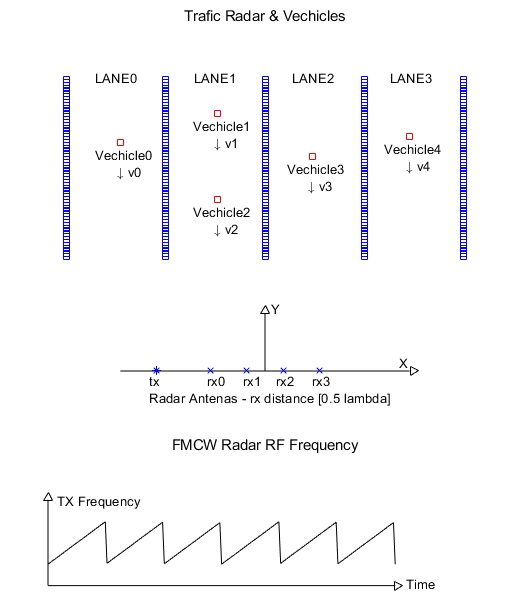 Trafic Radar & Vechicles
LANE0 LANE1 LANE2 LANE3
Vechicle0
↓ v0
Vechicle1
↓ v1
Vechicle2
↓ v2
Vechicle3
↓ v3
Vechicle4
↓ v4
Y
X
tx rx0 rx1 rx2 rx3
Radar Antenas - rx distance [0.5 lambda]
FMCW Radar RF Frequency
TX Frequency
Time